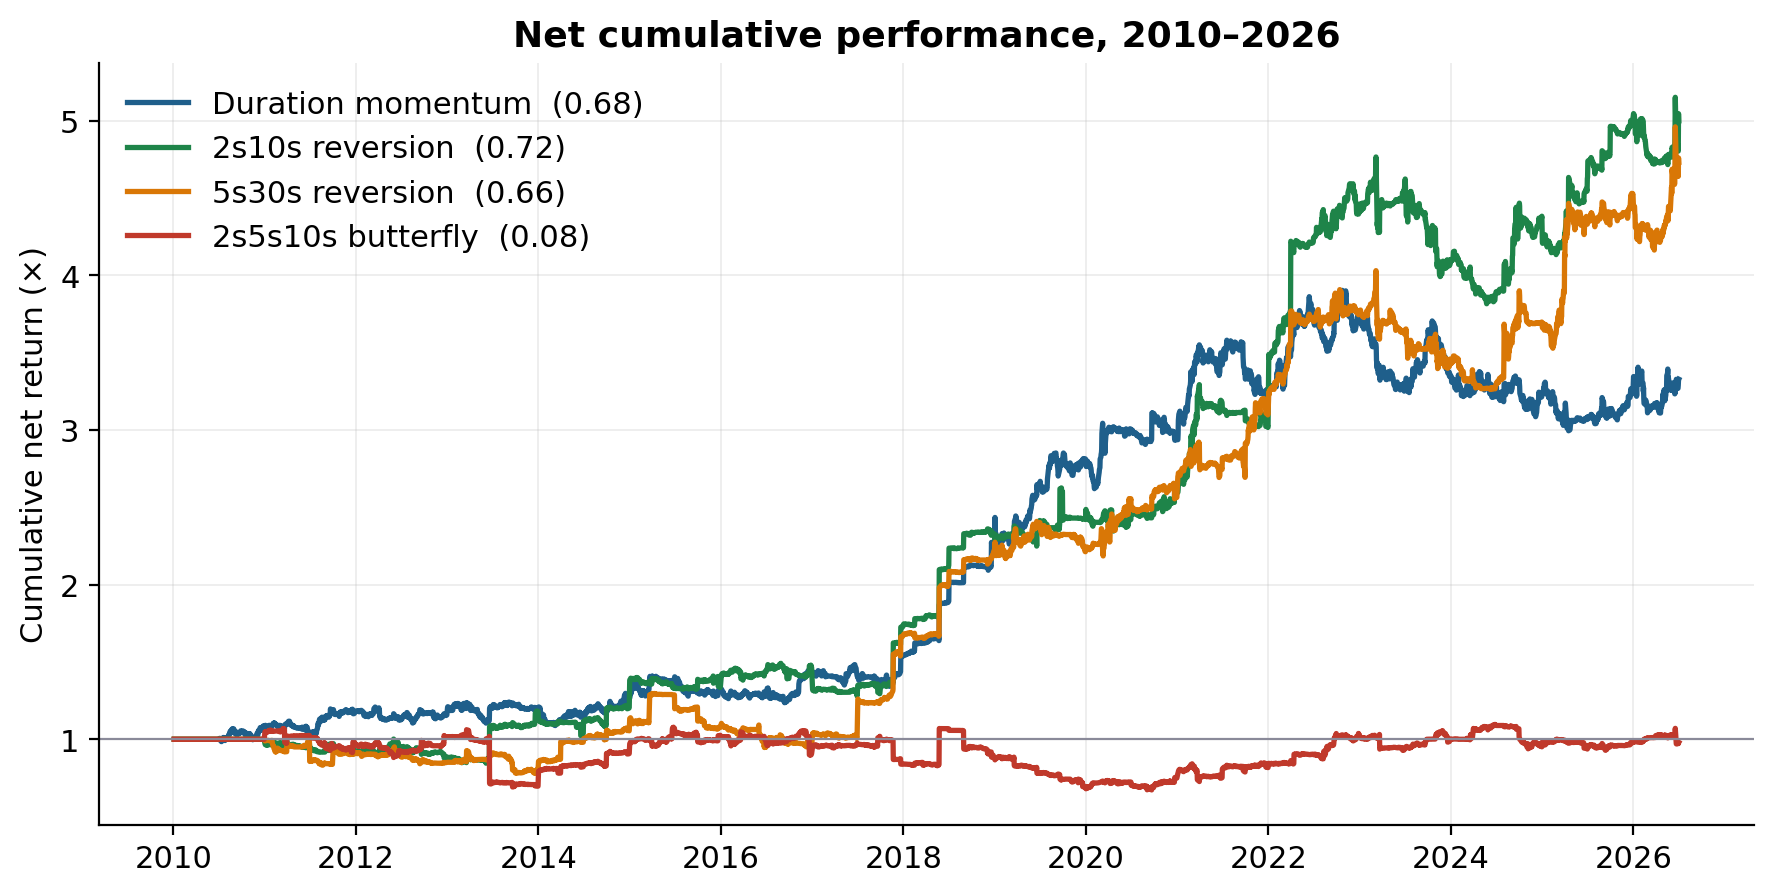 Net cumulative performance, 2010–2026
Duration momentum (0.68)
2s10s reversion (0.72)
5s30s reversion (0.66)
2s5s10s butterfly (0.08)
Cumulative net return (×)
5
4
3
2
1
2010 2012 2014 2016 2018 2020 2022 2024 2026